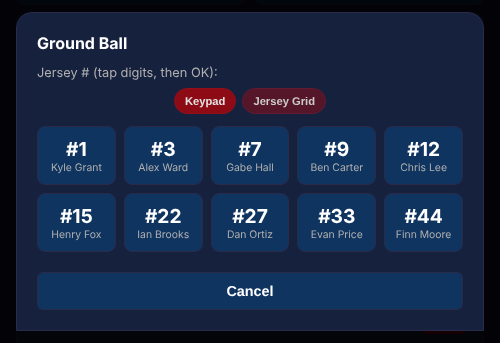 Ground Ball
Jersey # (tap digits, then OK):
Keypad Jersey Grid
#1 #3 #7 #9 #12
Kyle Grant Alex Ward Gabe Hall Ben Carter Chris Lee
#15 #22 #27 #33 #44
Henry Fox Ian Brooks Dan Ortiz Evan Price Finn Moore
Cancel